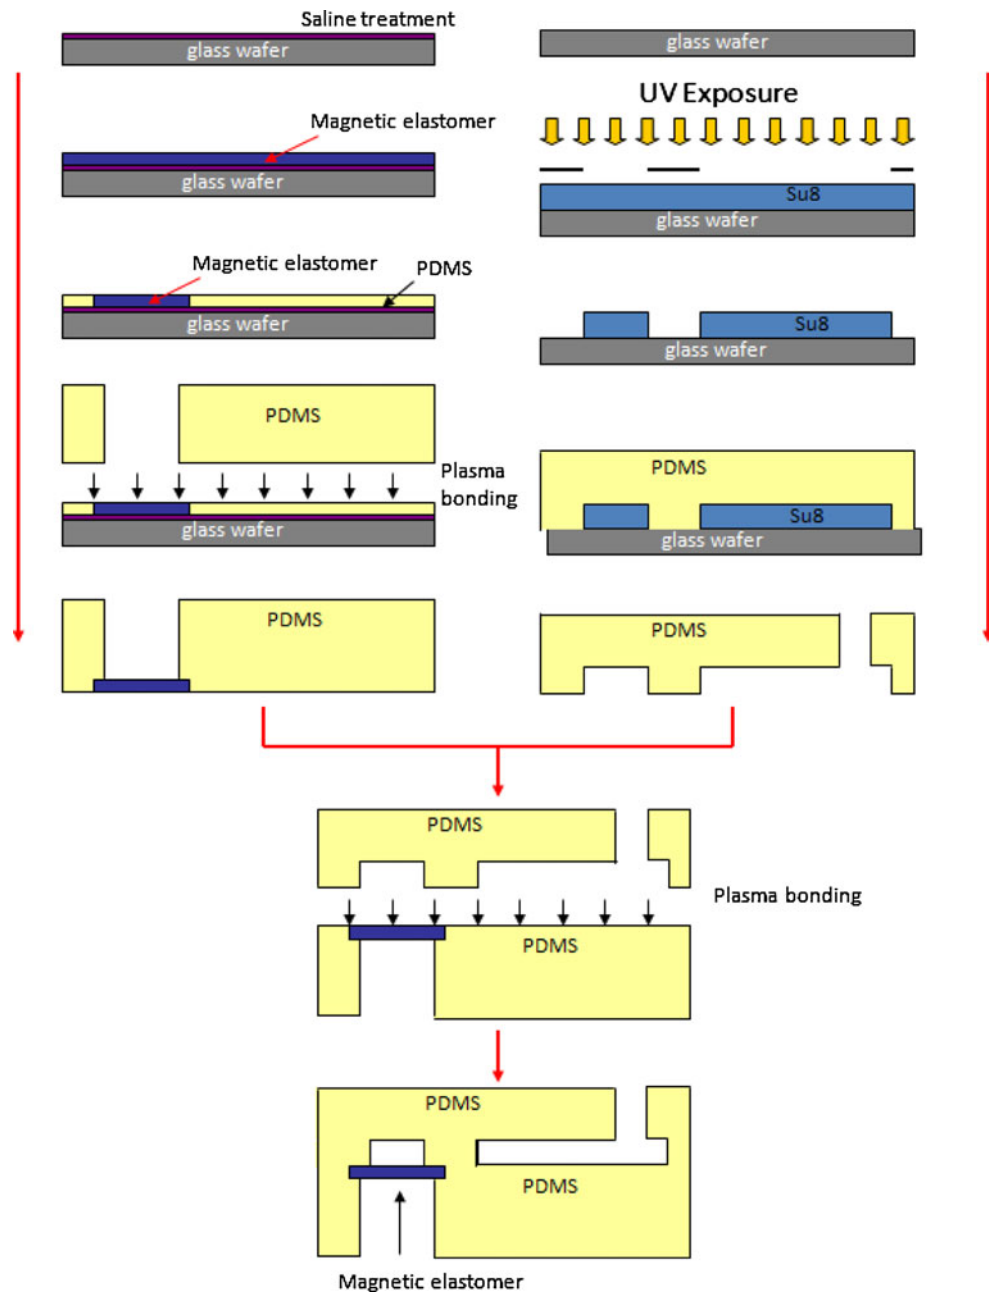 Saline treatment
glass wafer
Magnetic elastomer
glass wafer
Magnetic elastomer
PDMS
glass wafer
PDMS
Plasma
bonding
glass wafer
PDMS
glass wafer
UV Exposure
Su8
glass wafer
Su8
glass wafer
PDMS
Su8
glass wafer
PDMS
PDMS
Plasma bonding
PDMS
PDMS
PDMS
Magnetic elastomer